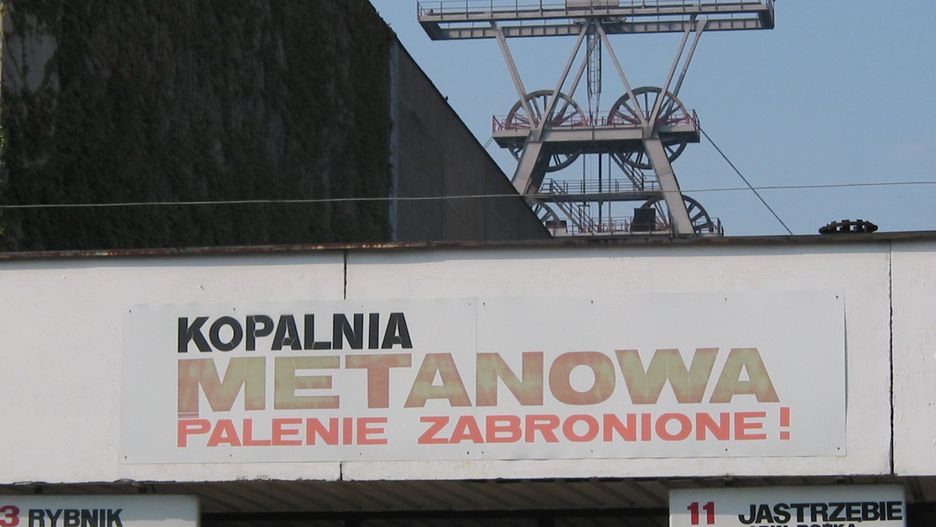 KOPALNIA
METANOWA
PALENIE ZABRONIONE!
3 RYBNIK
11 JASTRZEBIE